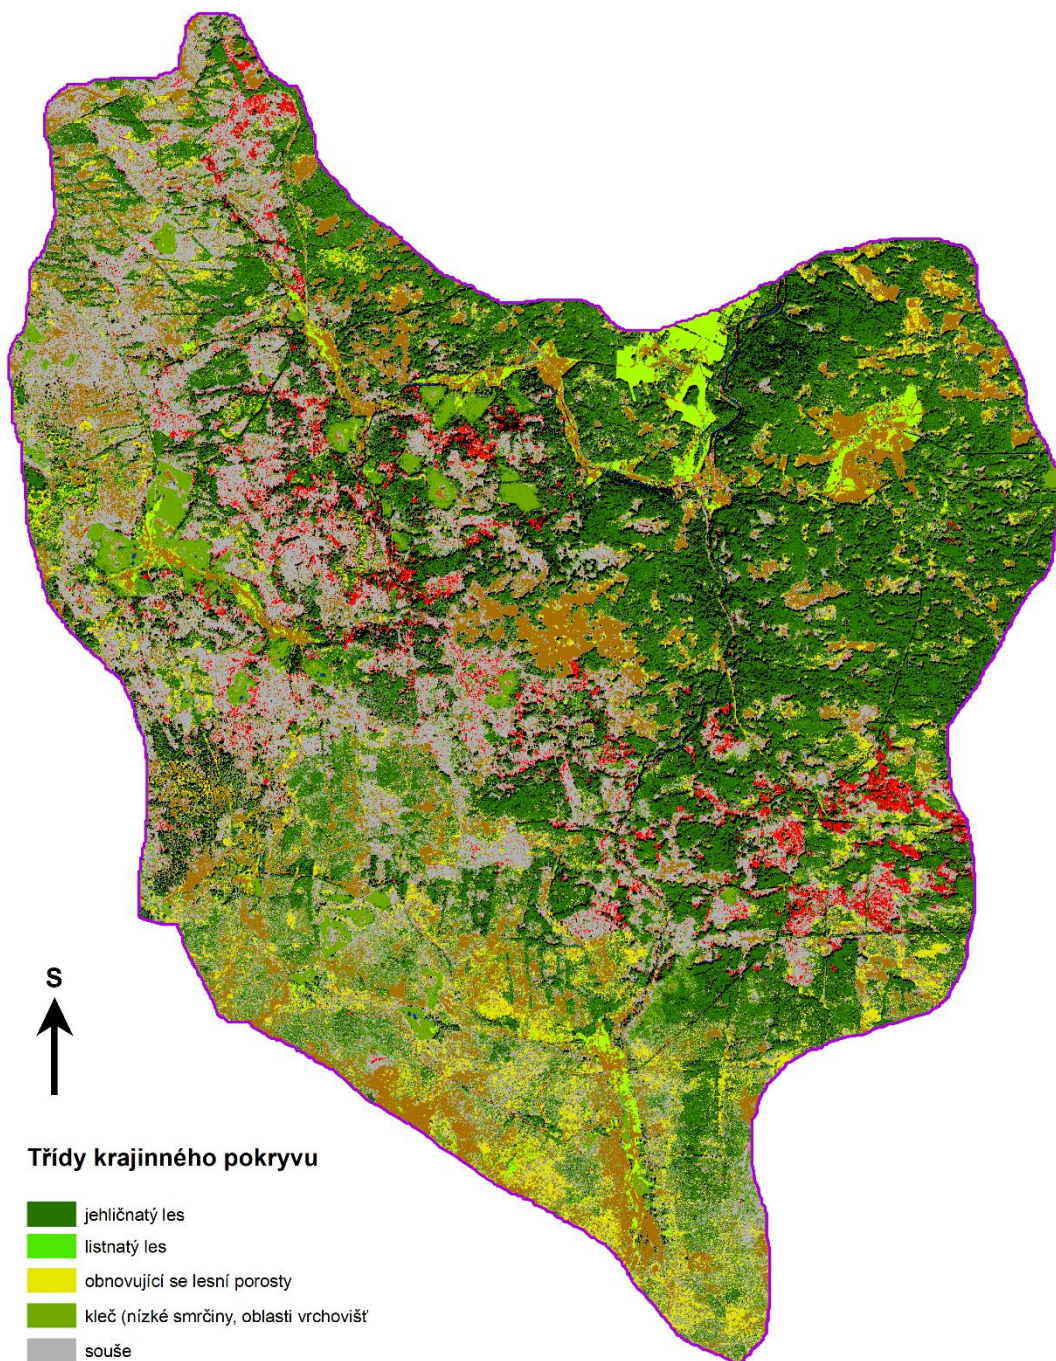 S
Třídy krajinného pokryvu
jehličnatý les
listnatý les
obnovující se lesní porosty
kleč (nízké smrčiny, oblasti vrchovišť
souše